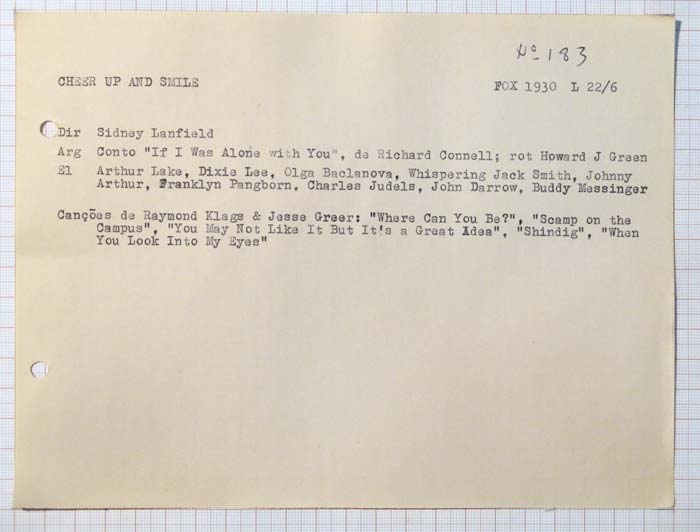 Nº 183
CHEER UP AND SMILE
FOX 1930 L 22/6
Dir Sidney Lanfield
Arg Conto "If I Was Alone with You", de Richard Connell; rot Howard J Green
El Arthur Lake, Dixie Lee, Olga Baclanova, Whispering Jack Smith, Johnny
Arthur, Franklyn Pangborn, Charles Judels, John Darrow, Buddy Messinger
Canções de Raymond Klags & Jesse Greer: "Where Can You Be?", "Scamp on the
Campus", "You May Not Like It But It's a Great Idea", "Shindig", "When
You Look Into My Eyes"